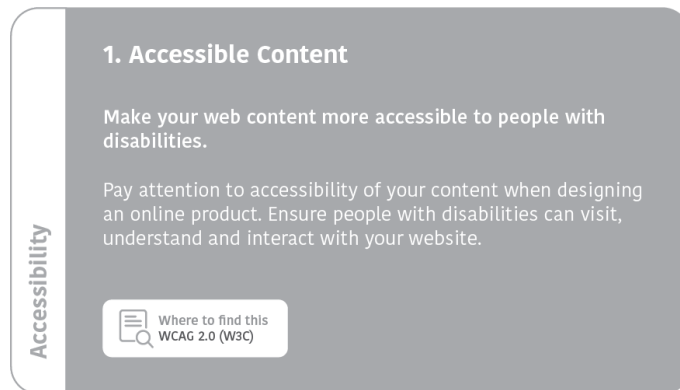 1. Accessible Content
Make your web content more accessible to people with
disabilities.
Pay attention to accessibility of your content when designing
an online product. Ensure people with disabilities can visit,
understand and interact with your website.
Accessibility
Where to find this
WCAG 2.0 (W3C)